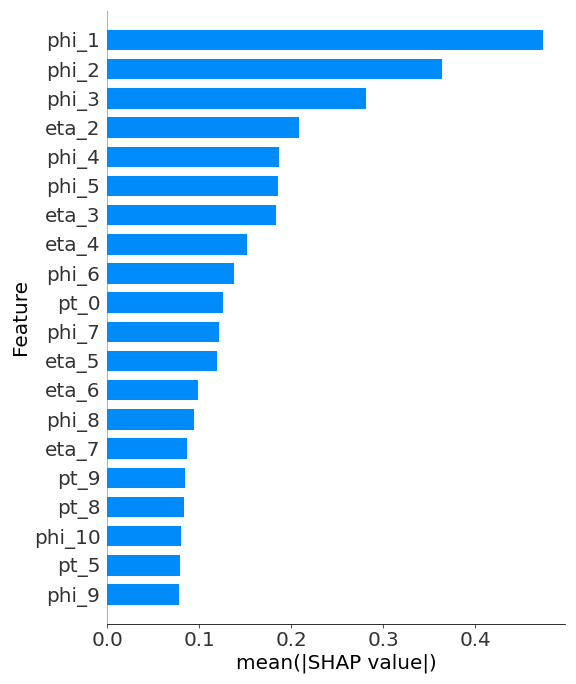 phi_1
phi_2
phi_3
eta_2
phi_4
phi_5
eta_3
eta_4
phi_6
pt_0
phi_7
eta_5
eta_6
phi_8
eta_7
pt_9
pt_8
phi_10
pt_5
phi_9
Feature
0.0 0.1 0.2 0.3 0.4
mean(|SHAP value|)